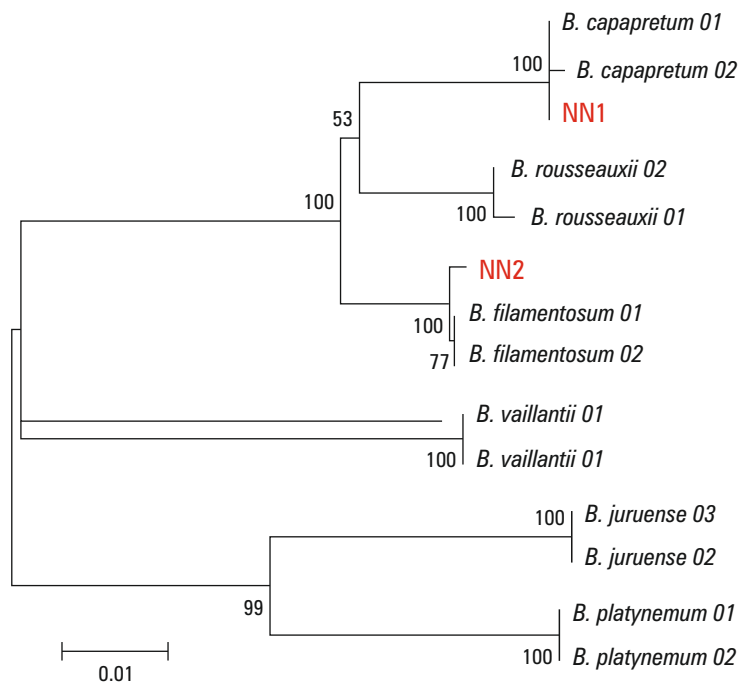 B. capapretum 01
100
B. capapretum 02
NN1
53
B. rousseauxii 02
100
100
B. rousseauxii 01
NN2
B. filamentosum 01
100
B. filamentosum 02
77
B. vaillantii 01
100
B. vaillantii 01
100
B. juruense 03
B. juruense 02
99
B. platynemum 01
100
B. platynemum 02
0.01